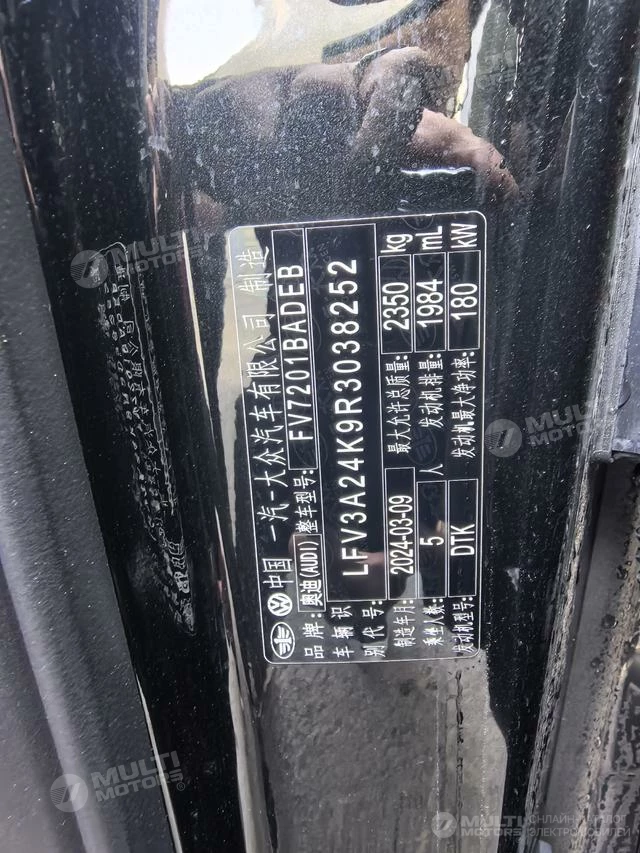 中国 一汽-大众汽车有限公司 制造
品牌: 奥迪(AUDI) 整车型号: FV7201BADEB
车辆识别代号: LFV3A24K9R3038252
制造年月: 2024-03-09 最大允许总质量: 2350 kg
乘坐人数: 5 人 发动机排量: 1984 mL
发动机型号: DTK 发动机最大净功率: 180 kW
MULTI MOTORS
MULTI MOTORS
MULTI MOTORS
MULTI MOTORS
ОНЛАЙН-КАТАЛОГ
ЭЛЕКТРОМОБИЛЕЙ